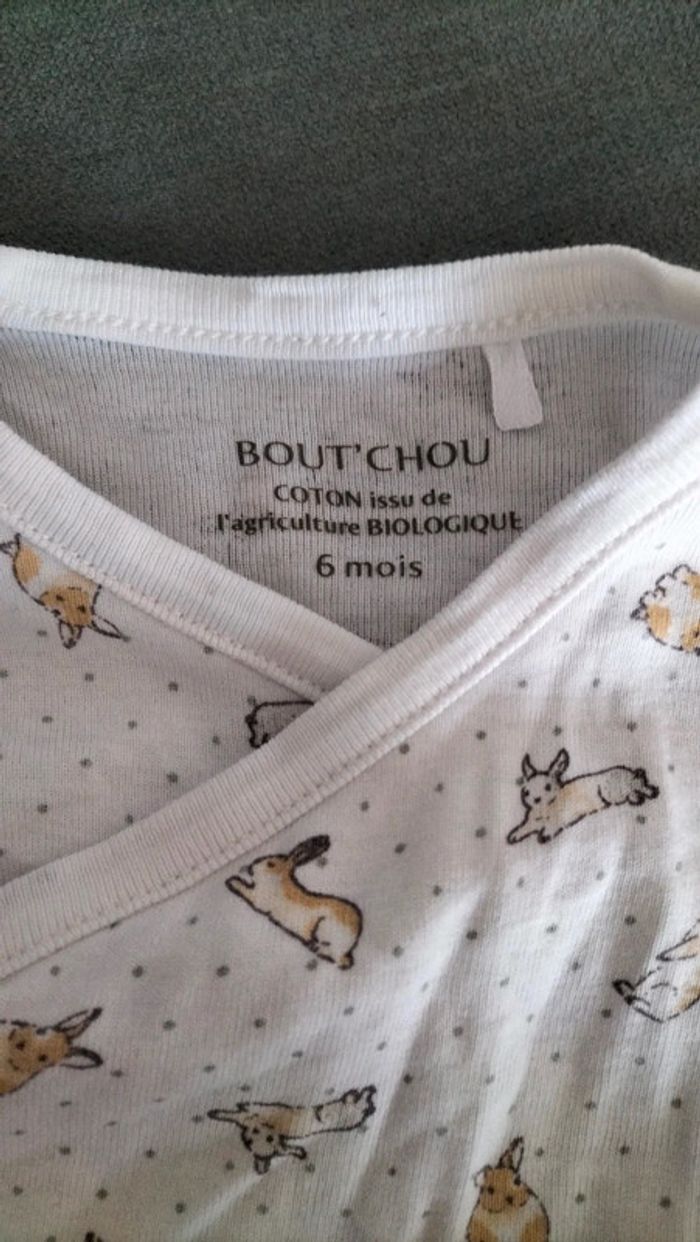 BOUT'CHOU
COTON issu de
l'agriculture BIOLOGIQUE
6 mois